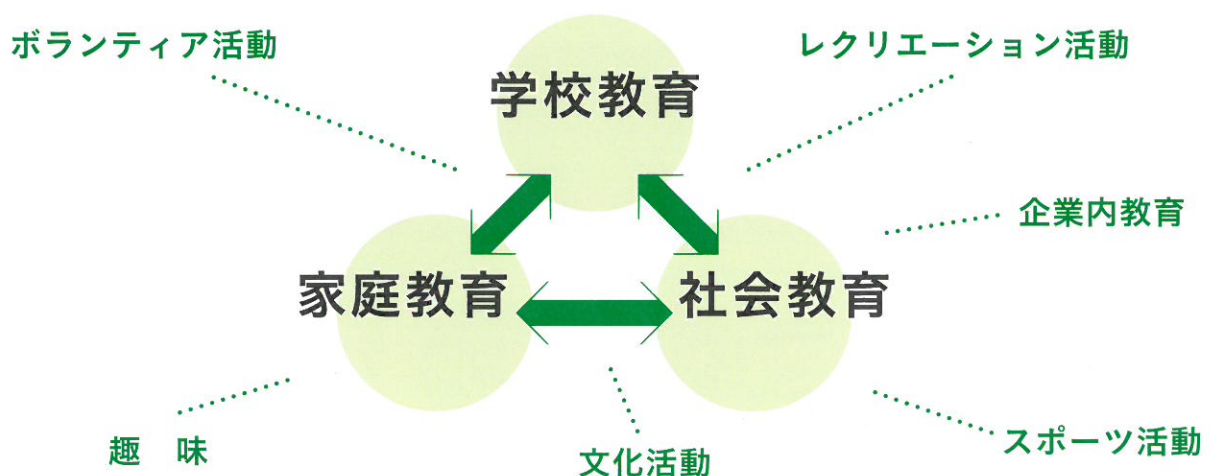 ボランティア活動
レクリエーション活動
学校教育
企業内教育
家庭教育
社会教育
趣　味
文化活動
スポーツ活動